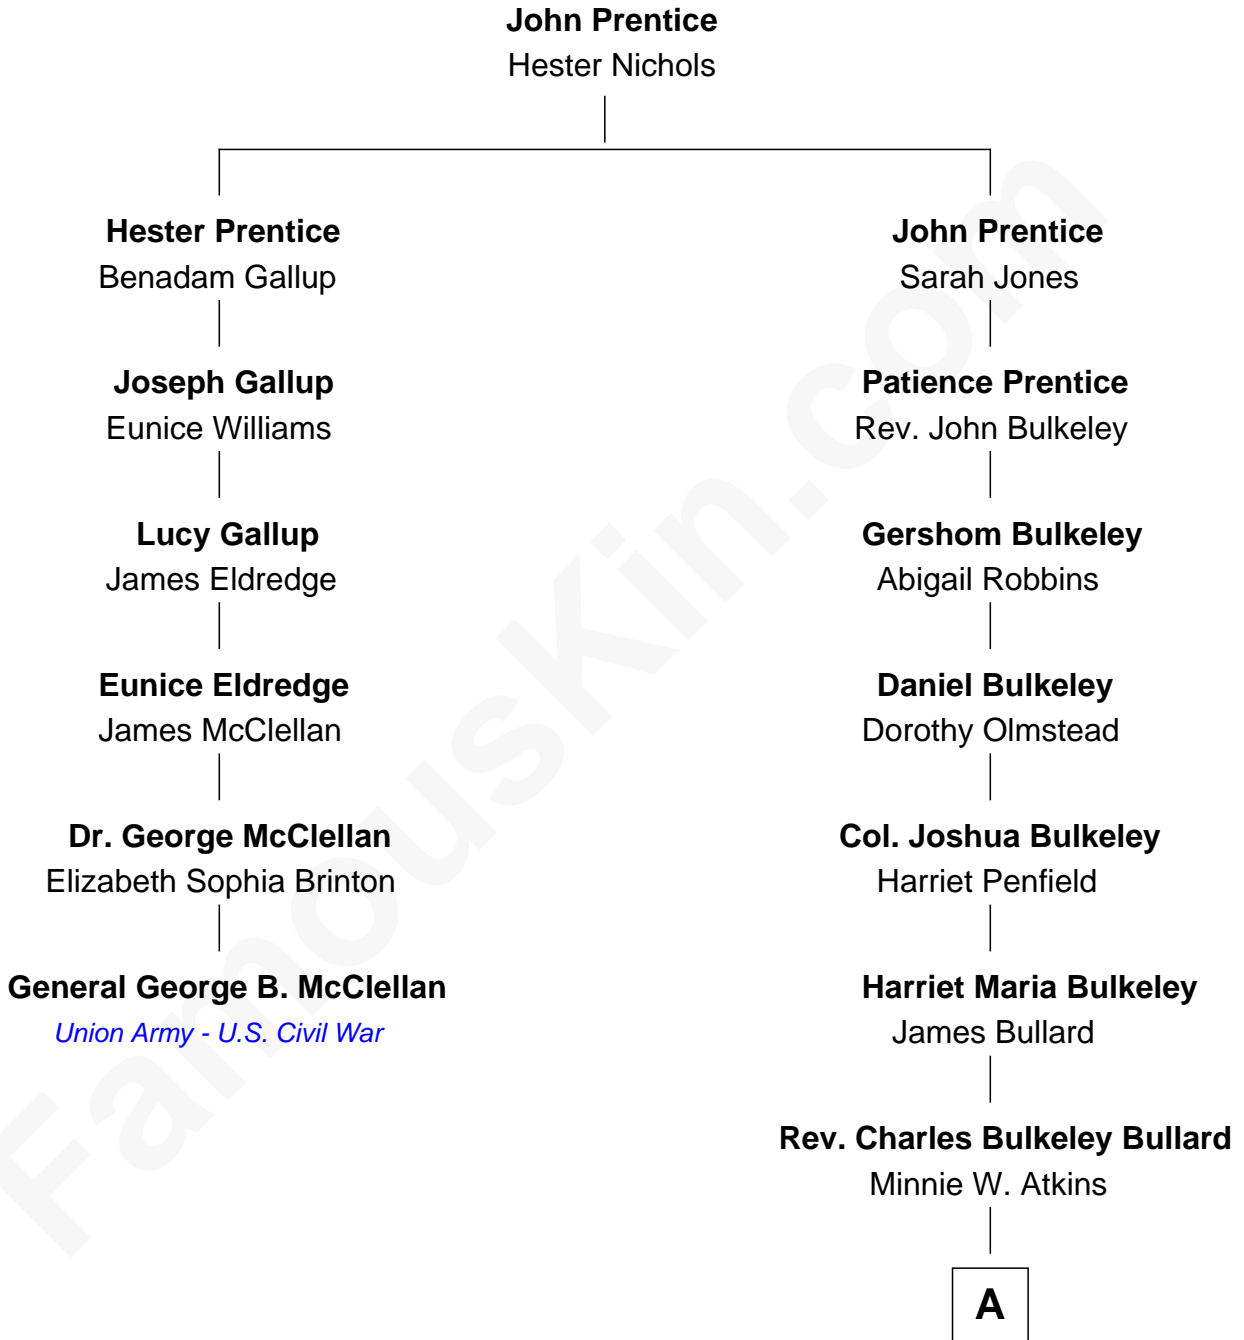 John Prentice
Hester Nichols
Hester Prentice
Benadam Gallup
Joseph Gallup
Eunice Williams
Lucy Gallup
James Eldredge
Eunice Eldredge
James McClellan
Dr. George McClellan
Elizabeth Sophia Brinton
General George B. McClellan
Union Army - U.S. Civil War
John Prentice
Sarah Jones
Patience Prentice
Rev. John Bulkeley
Gershom Bulkeley
Abigail Robbins
Daniel Bulkeley
Dorothy Olmstead
Col. Joshua Bulkeley
Harriet Penfield
Harriet Maria Bulkeley
James Bullard
Rev. Charles Bulkeley Bullard
Minnie W. Atkins
A
FamousKin.com